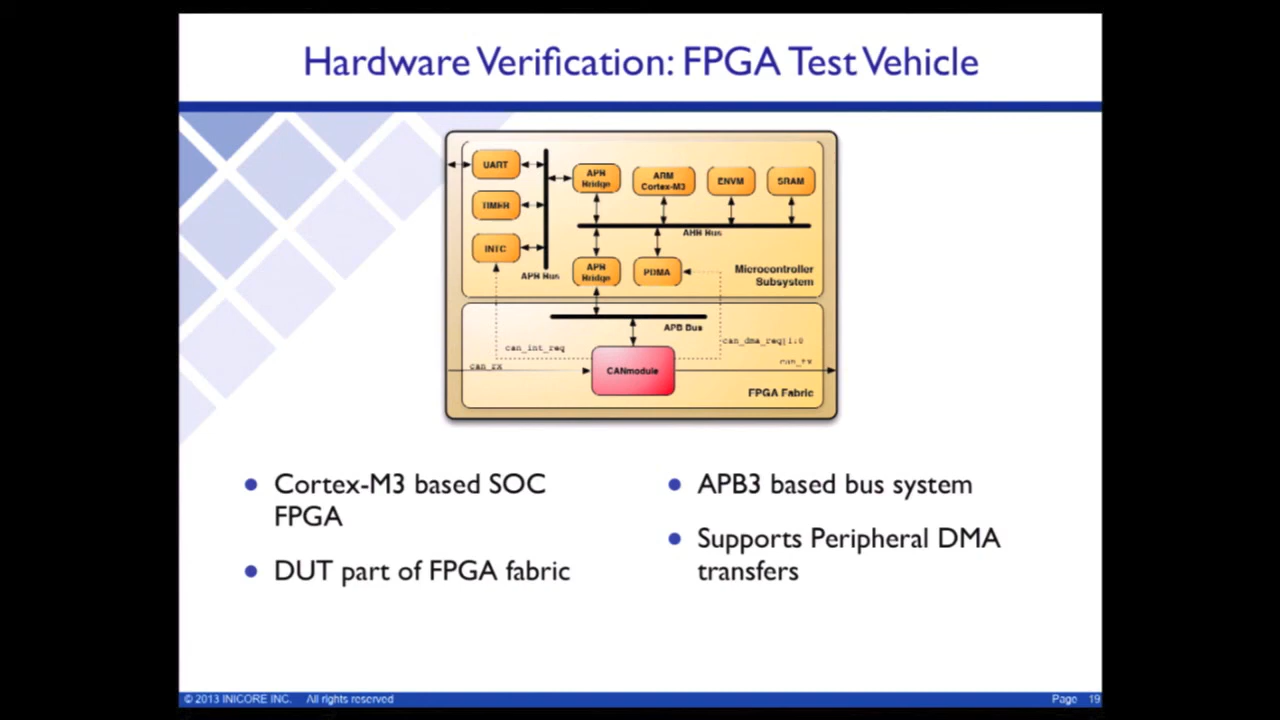 Hardware Verification: FPGA Test Vehicle
UART
TIMER
INTC
APB Bus
APB
Bridge
ARM
Cortex-M3
ENVM
SRAM
AHB Bus
APB
Bridge
PDMA
Microcontroller
Subsystem
APB Bus
can_int_req
can_dma_req[1:0
can_rx
can_tx
CANmodule
FPGA Fabric
Cortex-M3 based SOC
FPGA
DUT part of FPGA fabric
APB3 based bus system
Supports Peripheral DMA
transfers
© 2013 INICORE INC. All rights reserved
Page 19